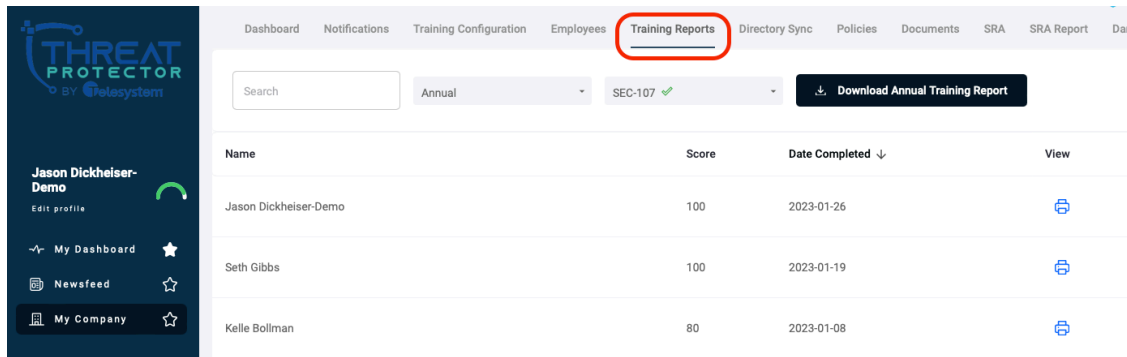 THREAT
PROTECTOR
BY Telesystem
Jason Dickheiser-
Demo
Edit profile
My Dashboard
Newsfeed
My Company
Dashboard Notifications Training Configuration Employees Training Reports Directory Sync Policies Documents SRA SRA Report Da
Search Annual SEC-107 Download Annual Training Report
Name Score Date Completed View
Jason Dickheiser-Demo 100 2023-01-26
Seth Gibbs 100 2023-01-19
Kelle Bollman 80 2023-01-08